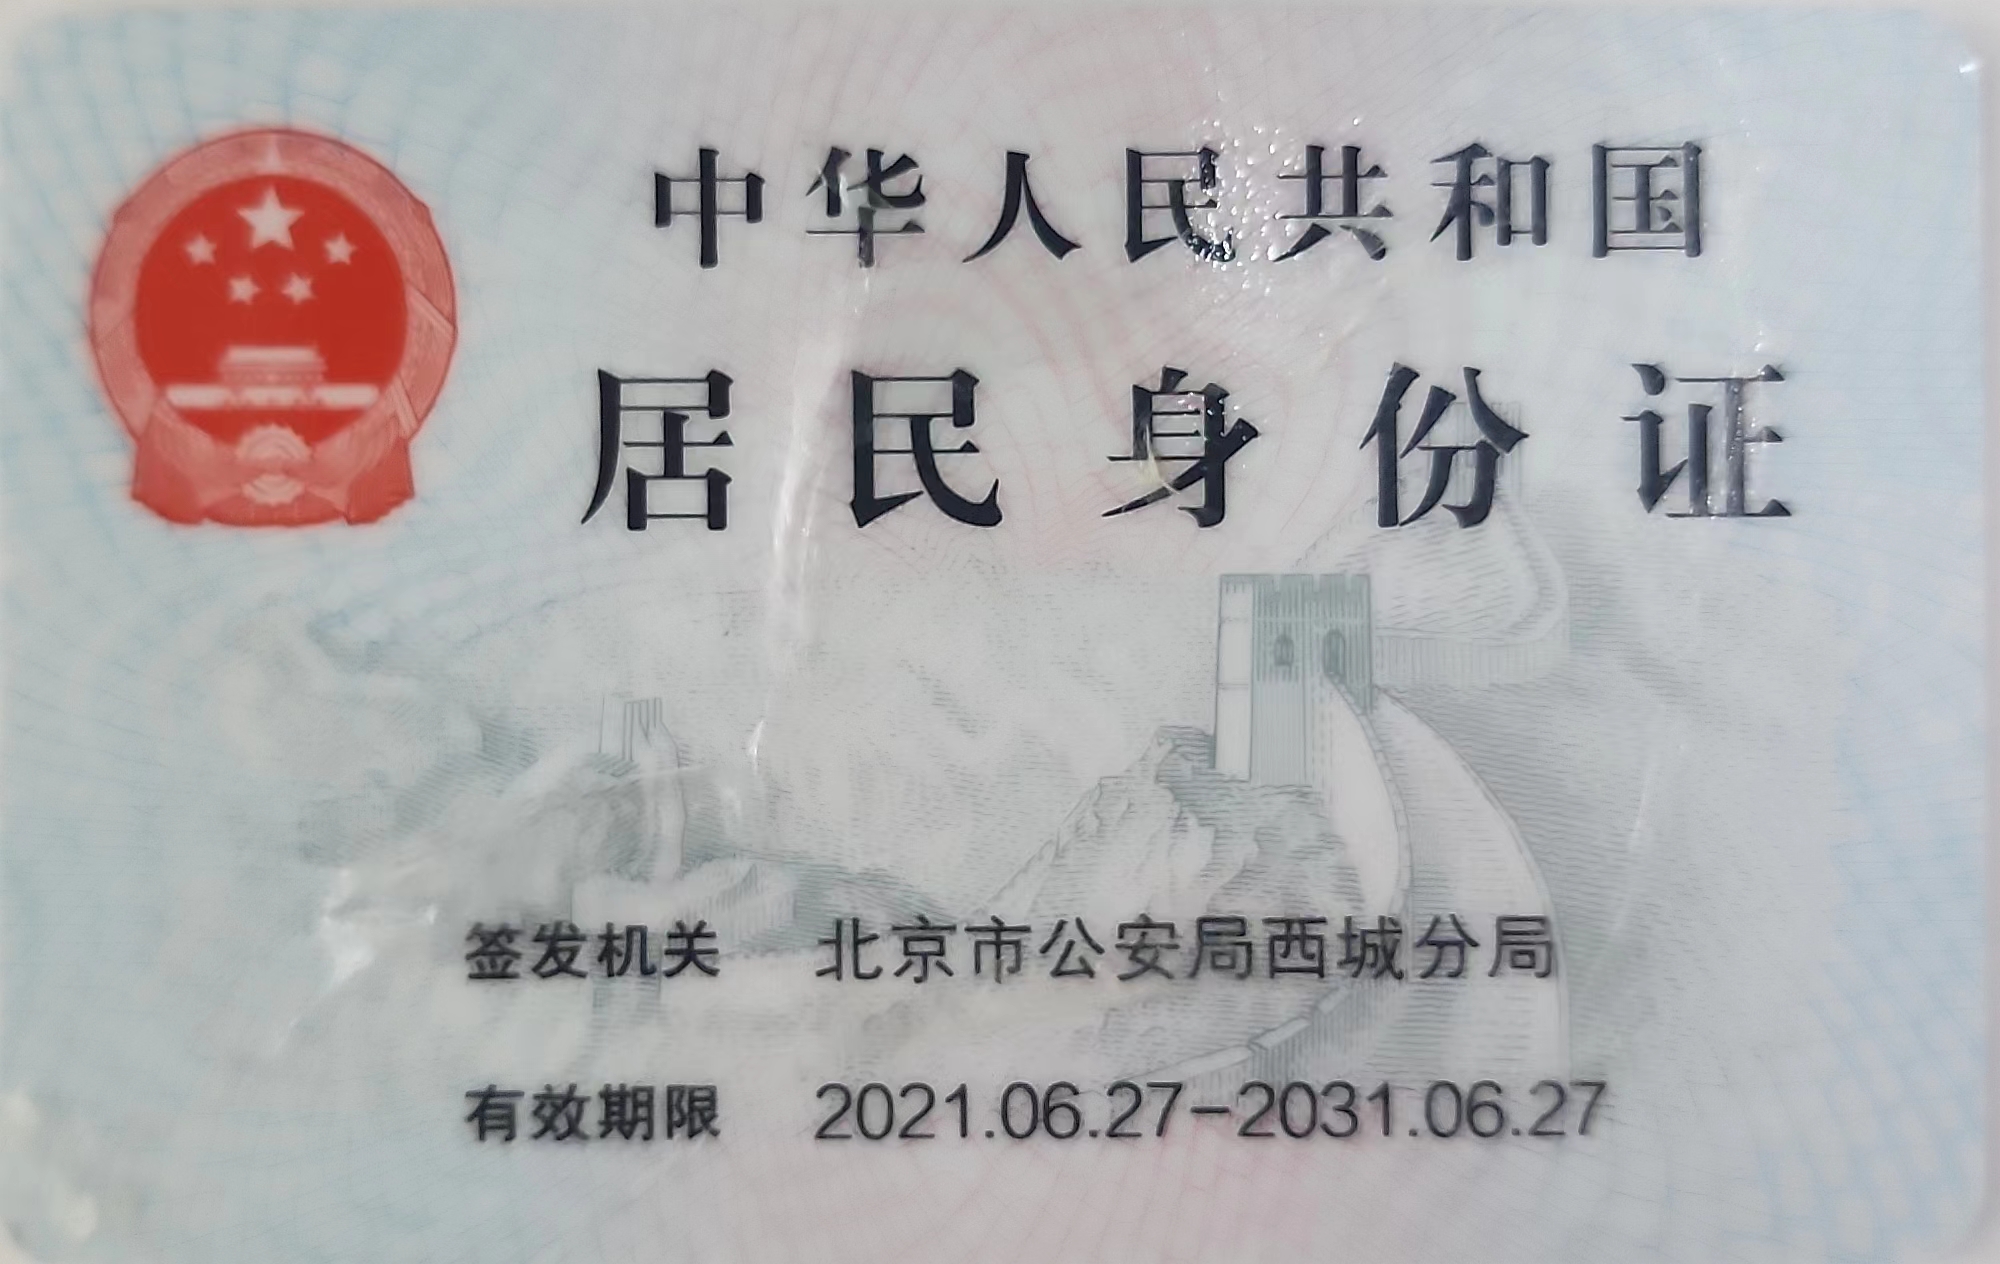 中华人民共和国
居民身份证
签发机关 北京市公安局西城分局
有效期限 2021.06.27-2031.06.27